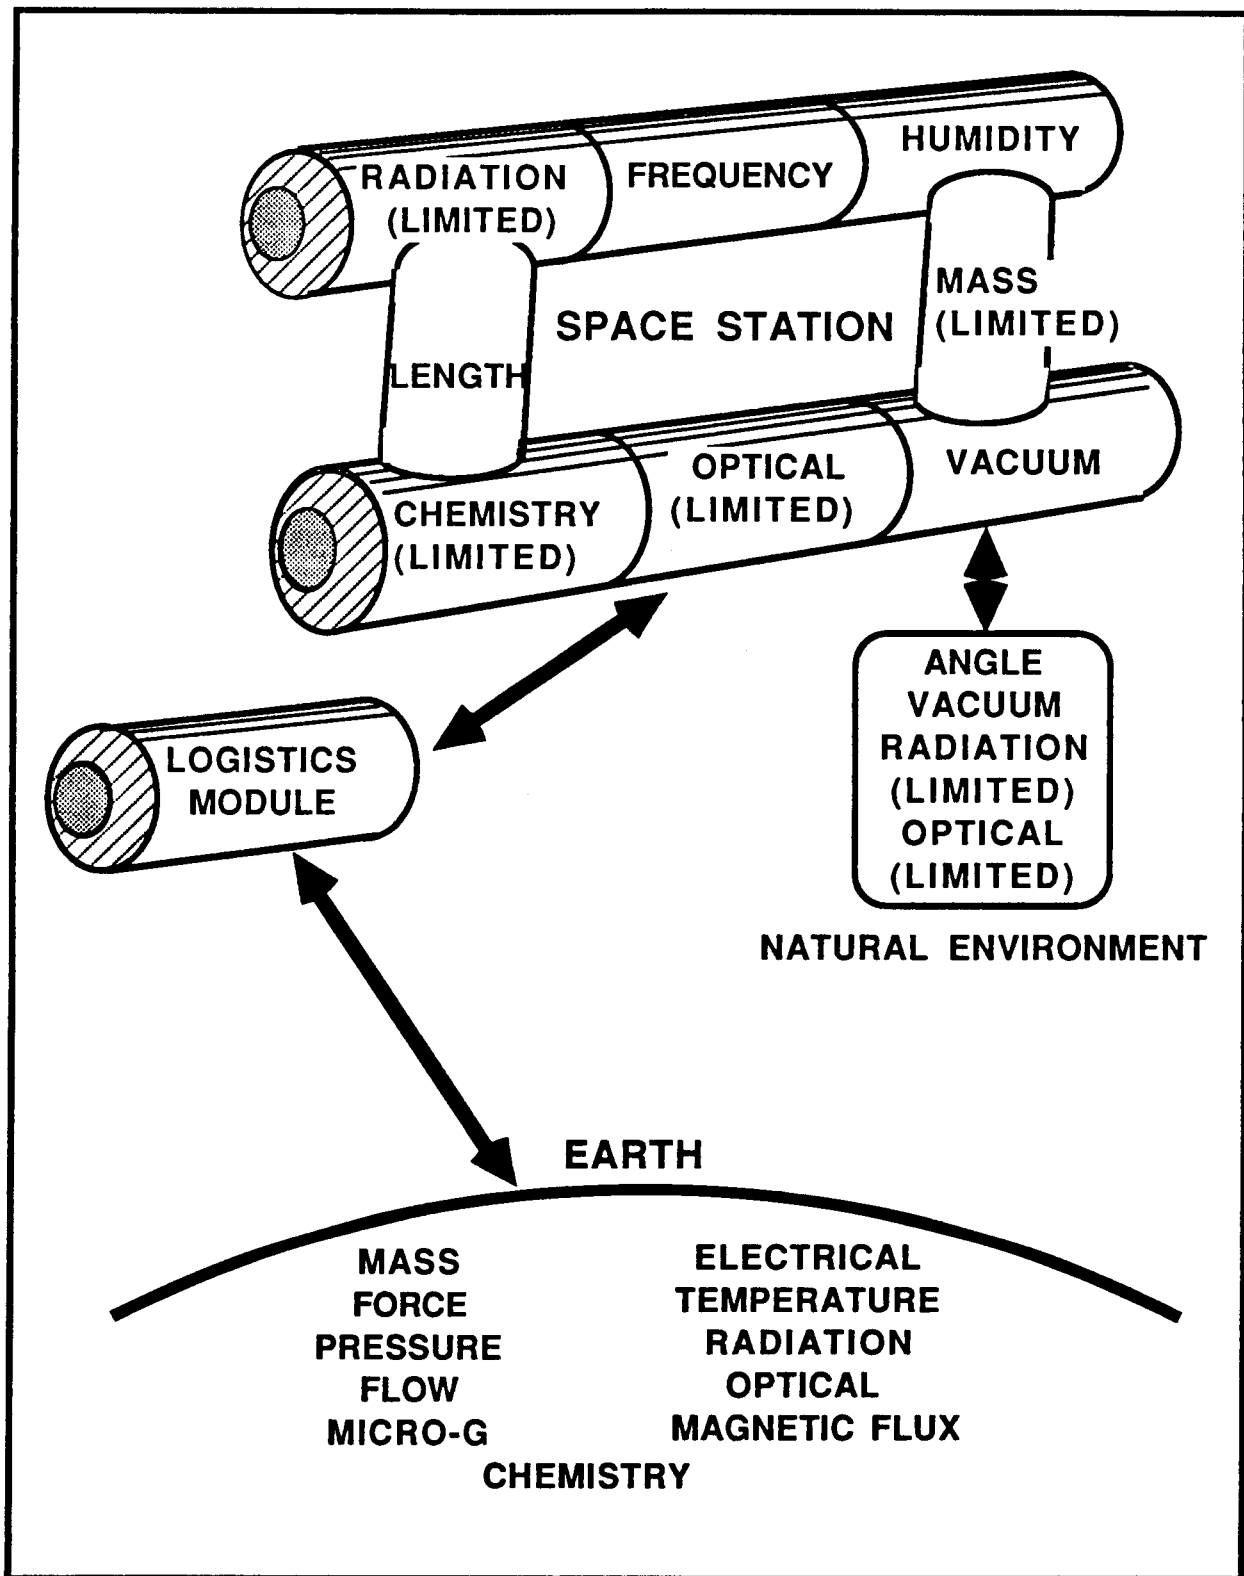 HUMIDITY
FREQUENCY
RADIATION
(LIMITED)
MASS
(LIMITED)
SPACE STATION
LENGTH
VACUUM
OPTICAL
(LIMITED)
CHEMISTRY
(LIMITED)
ANGLE
VACUUM
RADIATION
(LIMITED)
OPTICAL
(LIMITED)
NATURAL ENVIRONMENT
LOGISTICS
MODULE
EARTH
MASS
FORCE
PRESSURE
FLOW
MICRO-G
ELECTRICAL
TEMPERATURE
RADIATION
OPTICAL
MAGNETIC FLUX
CHEMISTRY